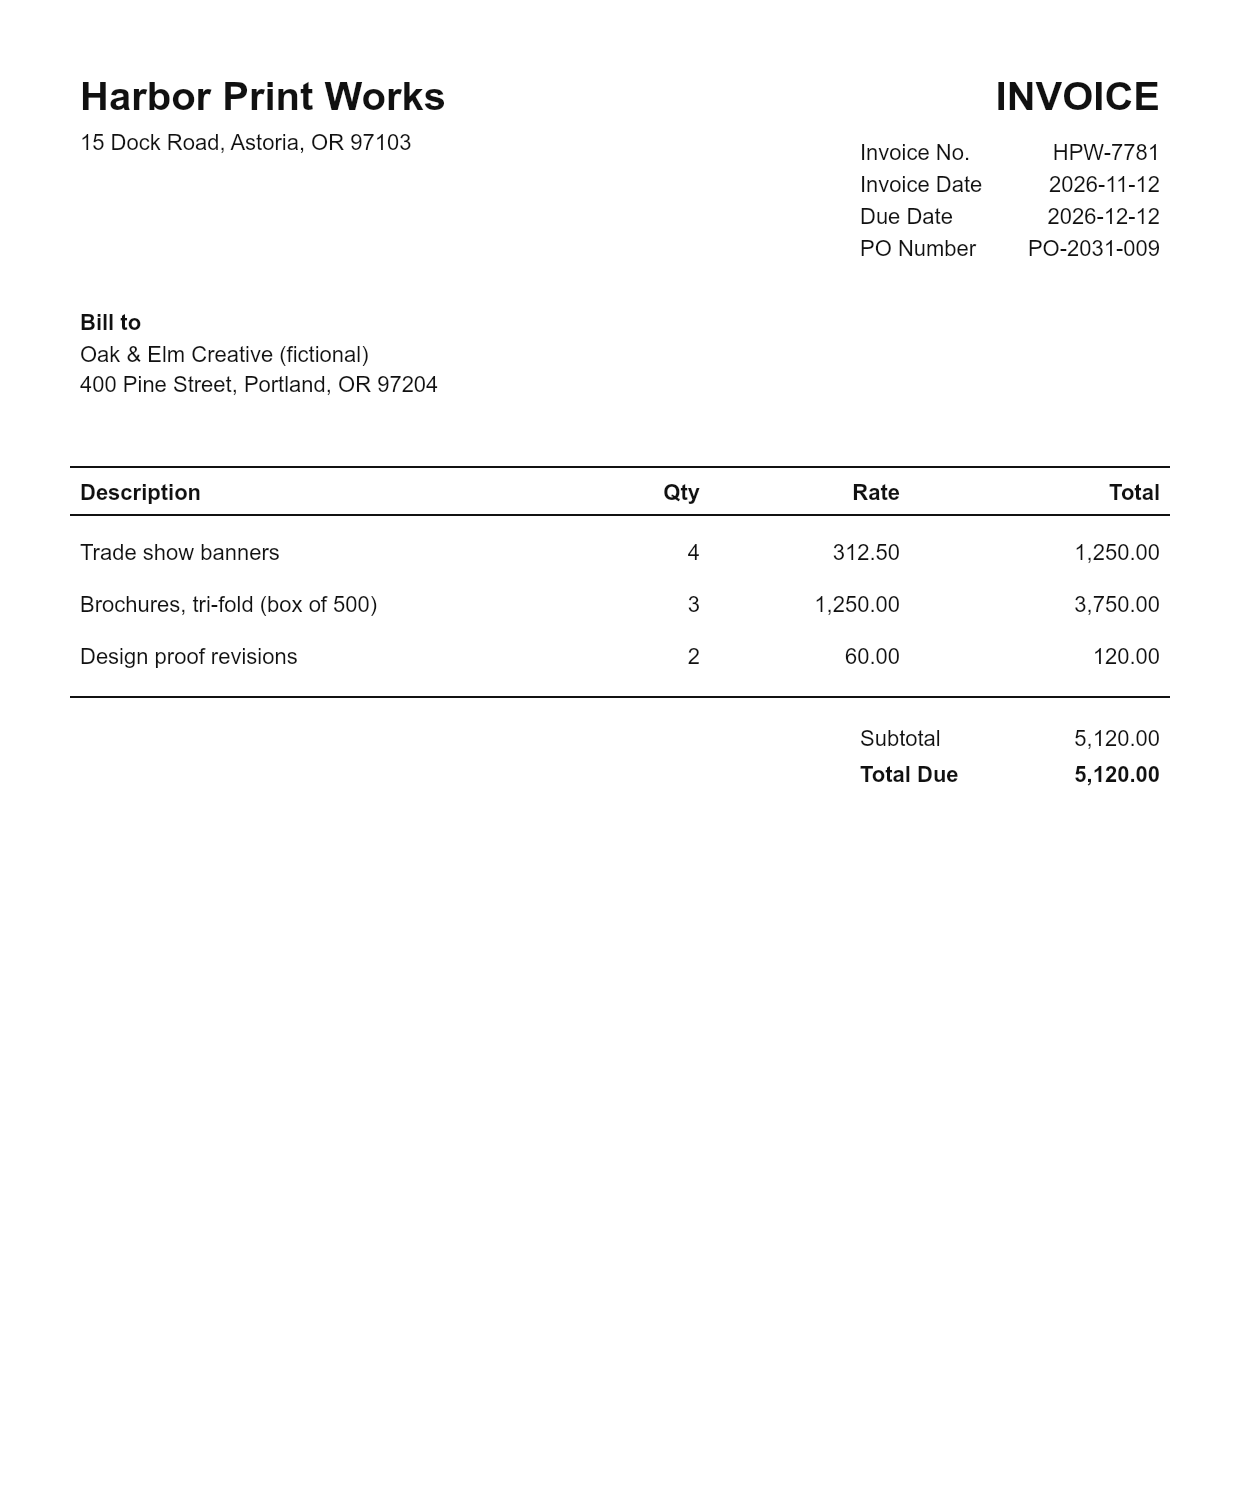 Harbor Print Works
15 Dock Road, Astoria, OR 97103
INVOICE
Invoice No. HPW-7781
Invoice Date 2026-11-12
Due Date 2026-12-12
PO Number PO-2031-009
Bill to
Oak & Elm Creative (fictional)
400 Pine Street, Portland, OR 97204
Description Qty Rate Total
Trade show banners 4 312.50 1,250.00
Brochures, tri-fold (box of 500) 3 1,250.00 3,750.00
Design proof revisions 2 60.00 120.00
Subtotal 5,120.00
Total Due 5,120.00